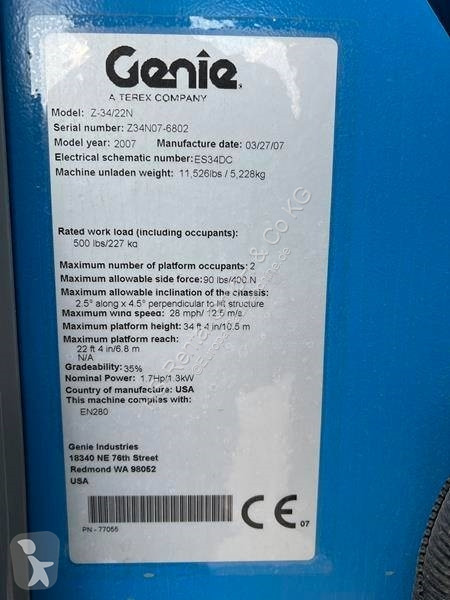 Genie
A TEREX COMPANY
Model: Z-34/22N
Serial number: Z34N07-6802
Model year: 2007 Manufacture date: 03/27/07
Electrical schematic number: ES34DC
Machine unladen weight: 11,526lbs / 5,228kg
Rated work load (including occupants):
500 lbs/227 kg
Maximum number of platform occupants: 2
Maximum allowable side force: 90 lbs/400 N
Maximum allowable inclination of the chassis:
2.5° along x 4.5° perpendicular to lift structure
Maximum wind speed: 28 mph/ 12.5 m/s
Maximum platform height: 34 ft 4 in/10.5 m
Maximum platform reach:
22 ft 4 in/6.8 m
N/A
Gradeability: 35%
Nominal Power: 1.7Hp/1.3kW
Country of manufacture: USA
This machine complies with:
EN280
Genie Industries
18340 NE 76th Street
Redmond WA 98052
USA
PN - 77055
CE
07